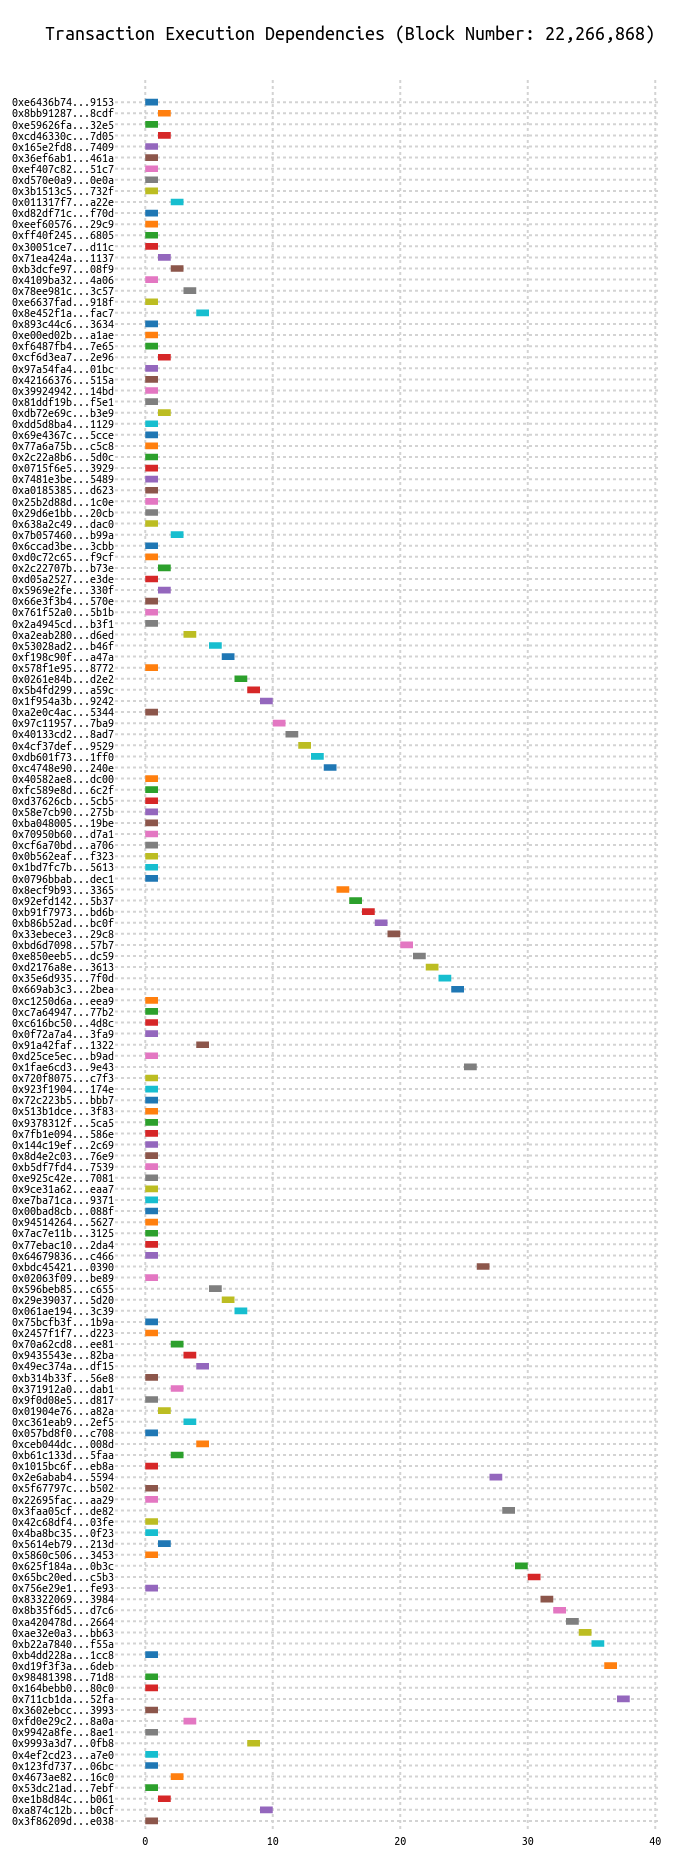 Transaction Execution Dependencies (Block Number: 22,266,868)
0xe6436b74...9153
0x8bb91287...8cdf
0xe59626fa...32e5
0xcd46330c...7d05
0x165e2fd8...7409
0x36ef6ab1...461a
0xef407c82...51c7
0xd570e0a9...0e0a
0x3b1513c5...732f
0x011317f7...a22e
0xd82df71c...f70d
0xeef60576...29c9
0xff40f245...6805
0x30051ce7...d11c
0x71ea424a...1137
0xb3dcfe97...08f9
0x4109ba32...4a06
0x78ee981c...3c57
0xe6637fad...918f
0x8e452f1a...fac7
0x893c44c6...3634
0xe00ed02b...a1ae
0xf6487fb4...7e65
0xcf6d3ea7...2e96
0x97a54fa4...01bc
0x42166376...515a
0x39924942...14bd
0x81ddf19b...f5e1
0xdb72e69c...b3e9
0xdd5d8ba4...1129
0x69e4367c...5cce
0x77a6a75b...c5c8
0x2c22a8b6...5d0c
0x0715f6e5...3929
0x7481e3be...5489
0xa0185385...d623
0x25b2d88d...1c0e
0x29d6e1bb...20cb
0x638a2c49...dac0
0x7b057460...b99a
0x6ccad3be...3cbb
0xd0c72c65...f9cf
0x2c22707b...b73e
0xd05a2527...e3de
0x5969e2fe...330f
0x66e3f3b4...570e
0x761f52a0...5b1b
0x2a4945cd...b3f1
0xa2eab280...d6ed
0x53028ad2...b46f
0xf198c90f...a47a
0x578f1e95...8772
0x0261e84b...d2e2
0x5b4fd299...a59c
0x1f954a3b...9242
0xa2e0c4ac...5344
0x97c11957...7ba9
0x40133cd2...8ad7
0x4cf37def...9529
0xdb601f73...1ff0
0xc4748e90...240e
0x40582ae8...dc00
0xfc589e8d...6c2f
0xd37626cb...5cb5
0x58e7cb90...275b
0xba048005...19be
0x70950b60...d7a1
0xcf6a70bd...a706
0x0b562eaf...f323
0x1bd7fc7b...5613
0x0796bbab...dec1
0x8ecf9b93...3365
0x92efd142...5b37
0xb91f7973...bd6b
0xb86b52ad...bc0f
0x33ebece3...29c8
0xbd6d7098...57b7
0xe850eeb5...dc59
0xd2176a8e...3613
0x35e6d935...7f0d
0x669ab3c3...2bea
0xc1250d6a...eea9
0xc7a64947...77b2
0xc616bc50...4d8c
0x0f72a7a4...3fa9
0x91a42faf...1322
0xd25ce5ec...b9ad
0x1fae6cd3...9e43
0x720f8075...c7f3
0x923f1904...174e
0x72c223b5...bbb7
0x513b1dce...3f83
0x9378312f...5ca5
0x7fb1e094...586e
0x144c19ef...2c69
0x8d4e2c03...76e9
0xb5df7fd4...7539
0xe925c42e...7081
0x9ce31a62...eaa7
0xe7ba71ca...9371
0x00bad8cb...088f
0x94514264...5627
0x7ac7e11b...3125
0x77ebac10...2da4
0x64679836...c466
0xbdc45421...0390
0x02063f09...be89
0x596beb85...c655
0x29e39037...5d20
0x061ae194...3c39
0x75bcfb3f...1b9a
0x2457f1f7...d223
0x70a62cd8...ee81
0x9435543e...82ba
0x49ec374a...df15
0xb314b33f...56e8
0x371912a0...dab1
0x9f0d08e5...d817
0x01904e76...a82a
0xc361eab9...2ef5
0x057bd8f0...c708
0xceb044dc...008d
0xb61c133d...5faa
0x1015bc6f...eb8a
0x2e6abab4...5594
0x5f67797c...b502
0x22695fac...aa29
0x3faa05cf...de82
0x42c68df4...03fe
0x4ba8bc35...0f23
0x5614eb79...213d
0x5860c506...3453
0x625f184a...0b3c
0x65bc20ed...c5b3
0x756e29e1...fe93
0x83322069...3984
0x8b35f6d5...d7c6
0xa420478d...2664
0xae32e0a3...bb63
0xb22a7840...f55a
0xb4dd228a...1cc8
0xd19f3f3a...6deb
0x98481398...71d8
0x164bebb0...80c0
0x711cb1da...52fa
0x3602ebcc...3993
0xfd0e29c2...8a0a
0x9942a8fe...8ae1
0x9993a3d7...0fb8
0x4ef2cd23...a7e0
0x123fd737...06bc
0x4673ae82...16c0
0x53dc21ad...7ebf
0xe1b8d84c...b061
0xa874c12b...b0cf
0x3f86209d...e038
0 10 20 30 40